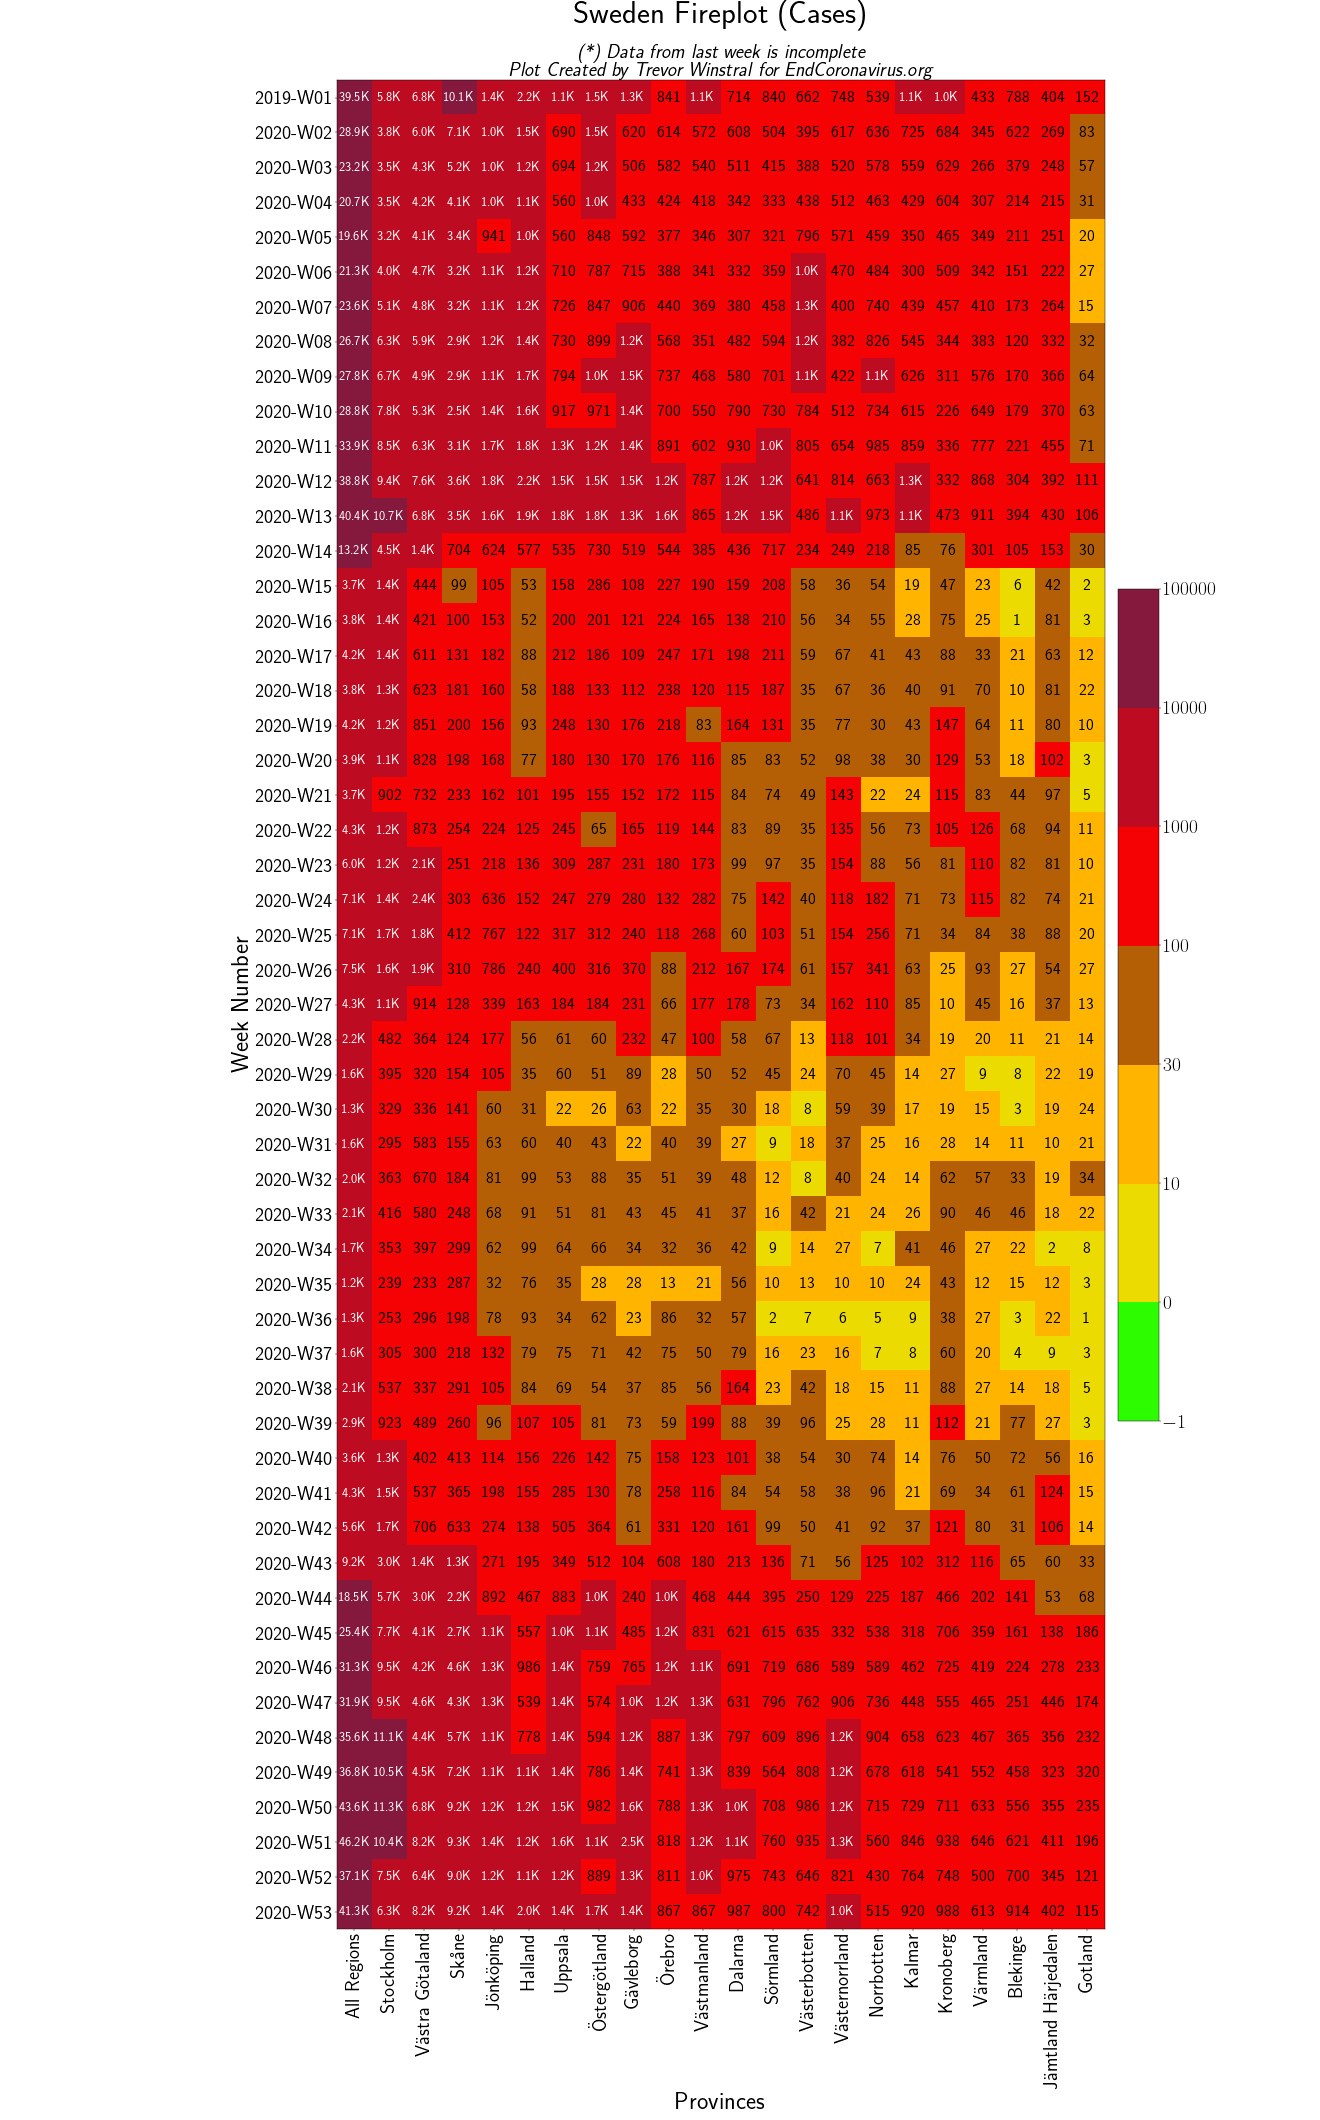 Sweden Fireplot (Cases)
(*) Data from last week is incomplete
Plot Created by Trevor Winstral for EndCoronavirus.org
2019-W01 39.5K 5.8K 6.8K 10.1K 1.4K 2.2K 1.1K 1.5K 1.3K 841 1.1K 714 840 662 748 539 1.1K 1.0K 433 788 404 152
2020-W02 28.9K 3.8K 6.0K 7.1K 1.0K 1.5K 690 1.5K 620 614 572 608 504 395 617 636 725 684 345 622 269 83
2020-W03 23.2K 3.5K 4.3K 5.2K 1.0K 1.2K 694 1.2K 506 582 540 511 415 388 520 578 559 629 266 379 248 57
2020-W04 20.7K 3.5K 4.2K 4.1K 1.0K 1.1K 560 1.0K 433 424 418 342 333 438 512 463 429 604 307 214 215 31
2020-W05 19.6K 3.2K 4.1K 3.4K 941 1.0K 560 848 592 377 346 307 321 796 571 459 350 465 349 211 251 20
2020-W06 21.3K 4.0K 4.7K 3.2K 1.1K 1.2K 710 787 715 388 341 332 359 1.0K 470 484 300 509 342 151 222 27
2020-W07 23.6K 5.1K 4.8K 3.2K 1.1K 1.2K 726 847 906 440 369 380 458 1.3K 400 740 439 457 410 173 264 15
2020-W08 26.7K 6.3K 5.9K 2.9K 1.2K 1.4K 730 899 1.2K 568 351 482 594 1.2K 382 826 545 344 383 120 332 32
2020-W09 27.8K 6.7K 4.9K 2.9K 1.1K 1.7K 794 1.0K 1.5K 737 468 580 701 1.1K 422 1.1K 626 311 576 170 366 64
2020-W10 28.8K 7.8K 5.3K 2.5K 1.4K 1.6K 917 971 1.4K 700 550 790 730 784 512 734 615 226 649 179 370 63
2020-W11 33.9K 8.5K 6.3K 3.1K 1.7K 1.8K 1.3K 1.2K 1.4K 891 602 930 1.0K 805 654 985 859 336 777 221 455 71
2020-W12 38.8K 9.4K 7.6K 3.6K 1.8K 2.2K 1.5K 1.5K 1.5K 1.2K 787 1.2K 1.2K 641 814 663 1.3K 332 868 304 392 111
2020-W13 40.4K 10.7K 6.8K 3.5K 1.6K 1.9K 1.8K 1.8K 1.3K 1.6K 865 1.2K 1.5K 486 1.1K 973 1.1K 473 911 394 430 106
2020-W14 13.2K 4.5K 1.4K 704 624 577 535 730 519 544 385 436 717 234 249 218 85 76 301 105 153 30
2020-W15 3.7K 1.4K 444 99 105 53 158 286 108 227 190 159 208 58 36 54 19 47 23 6 42 2
2020-W16 3.8K 1.4K 421 100 153 52 200 201 121 224 165 138 210 56 34 55 28 75 25 1 81 3
2020-W17 4.2K 1.4K 611 131 182 88 212 186 109 247 171 198 211 59 67 41 43 88 33 21 63 12
2020-W18 3.8K 1.3K 623 181 160 58 188 133 112 238 120 115 187 35 67 36 40 91 70 10 81 22
2020-W19 4.2K 1.2K 851 200 156 93 248 130 176 218 83 164 131 35 77 30 43 147 64 11 80 10
2020-W20 3.9K 1.1K 828 198 168 77 180 130 170 176 116 85 83 52 98 38 30 129 53 18 102 3
2020-W21 3.7K 902 732 233 162 101 195 155 152 172 115 84 74 49 143 22 24 115 83 44 97 5
2020-W22 4.3K 1.2K 873 254 224 125 245 65 165 119 144 83 89 35 135 56 73 105 126 68 94 11
2020-W23 6.0K 1.2K 2.1K 251 218 136 309 287 231 180 173 99 97 35 154 88 56 81 110 82 81 10
2020-W24 7.1K 1.4K 2.4K 303 636 152 247 279 280 132 282 75 142 40 118 182 71 73 115 82 74 21
2020-W25 7.1K 1.7K 1.8K 412 767 122 317 312 240 118 268 60 103 51 154 256 71 34 84 38 88 20
2020-W26 7.5K 1.6K 1.9K 310 786 240 400 316 370 88 212 167 174 61 157 341 63 25 93 27 54 27
2020-W27 4.3K 1.1K 914 128 339 163 184 184 231 66 177 178 73 34 162 110 85 10 45 16 37 13
2020-W28 2.2K 482 364 124 177 56 61 60 232 47 100 58 67 13 118 101 34 19 20 11 21 14
2020-W29 1.6K 395 320 154 105 35 60 51 89 28 50 52 45 24 70 45 14 27 9 8 22 19
2020-W30 1.3K 329 336 141 60 31 22 26 63 22 35 30 18 8 59 39 17 19 15 3 19 24
2020-W31 1.6K 295 583 155 63 60 40 43 22 40 39 27 9 18 37 25 16 28 14 11 10 21
2020-W32 2.0K 363 670 184 81 99 53 88 35 51 39 48 12 8 40 24 14 62 57 33 19 34
2020-W33 2.1K 416 580 248 68 91 51 81 43 45 41 37 16 42 21 24 26 90 46 46 18 22
2020-W34 1.7K 353 397 299 62 99 64 66 34 32 36 42 9 14 27 7 41 46 27 22 2 8
2020-W35 1.2K 239 233 287 32 76 35 28 28 13 21 56 10 13 10 10 24 43 12 15 12 3
2020-W36 1.3K 253 296 198 78 93 34 62 23 86 32 57 2 7 6 5 9 38 27 3 22 1
2020-W37 1.6K 305 300 218 132 79 75 71 42 75 50 79 16 23 16 7 8 60 20 4 9 3
2020-W38 2.1K 537 337 291 105 84 69 54 37 85 56 164 23 42 18 15 11 88 27 14 18 5
2020-W39 2.9K 923 489 260 96 107 105 81 73 59 199 88 39 96 25 28 11 112 21 77 27 3
2020-W40 3.6K 1.3K 402 413 114 156 226 142 75 158 123 101 38 54 30 74 14 76 50 72 56 16
2020-W41 4.3K 1.5K 537 365 198 155 285 130 78 258 116 84 54 58 38 96 21 69 34 61 124 15
2020-W42 5.6K 1.7K 706 633 274 138 505 364 61 331 120 161 99 50 41 92 37 121 80 31 106 14
2020-W43 9.2K 3.0K 1.4K 1.3K 271 195 349 512 104 608 180 213 136 71 56 125 102 312 116 65 60 33
2020-W44 18.5K 5.7K 3.0K 2.2K 892 467 883 1.0K 240 1.0K 468 444 395 250 129 225 187 466 202 141 53 68
2020-W45 25.4K 7.7K 4.1K 2.7K 1.1K 557 1.0K 1.1K 485 1.2K 831 621 615 635 332 538 318 706 359 161 138 186
2020-W46 31.3K 9.5K 4.2K 4.6K 1.3K 986 1.4K 759 765 1.2K 1.1K 691 719 686 589 589 462 725 419 224 278 233
2020-W47 31.9K 9.5K 4.6K 4.3K 1.3K 539 1.4K 574 1.0K 1.2K 1.3K 631 796 762 906 736 448 555 465 251 446 174
2020-W48 35.6K 11.1K 4.4K 5.7K 1.1K 778 1.4K 594 1.2K 887 1.3K 797 609 896 1.2K 904 658 623 467 365 356 232
2020-W49 36.8K 10.5K 4.5K 7.2K 1.1K 1.1K 1.4K 786 1.4K 741 1.3K 839 564 808 1.2K 678 618 541 552 458 323 320
2020-W50 43.6K 11.3K 6.8K 9.2K 1.2K 1.2K 1.5K 982 1.6K 788 1.3K 1.0K 708 986 1.2K 715 729 711 633 556 355 235
2020-W51 46.2K 10.4K 8.2K 9.3K 1.4K 1.2K 1.6K 1.1K 2.5K 818 1.2K 1.1K 760 935 1.3K 560 846 938 646 621 411 196
2020-W52 37.1K 7.5K 6.4K 9.0K 1.2K 1.1K 1.2K 889 1.3K 811 1.0K 975 743 646 821 430 764 748 500 700 345 121
2020-W53 41.3K 6.3K 8.2K 9.2K 1.4K 2.0K 1.4K 1.7K 1.4K 867 867 987 800 742 1.0K 515 920 988 613 914 402 115
Week Number
All Regions
Stockholm
Västra Götaland
Skåne
Jönköping
Halland
Uppsala
Östergötland
Gävleborg
Örebro
Västmanland
Dalarna
Sörmland
Västerbotten
Västernorrland
Norrbotten
Kalmar
Kronoberg
Värmland
Blekinge
Jämtland Härjedalen
Gotland
Provinces
100000
10000
1000
100
30
10
0
−1